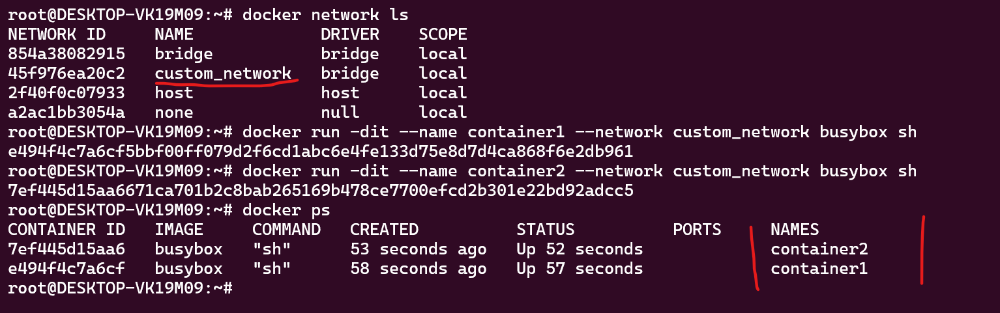 root@DESKTOP-VK19M09:~# docker network ls
NETWORK ID     NAME             DRIVER    SCOPE
854a38082915   bridge           bridge    local
45f976ea20c2   custom_network   bridge    local
2f40f0c07933   host             host      local
a2ac1bb3054a   none             null      local
root@DESKTOP-VK19M09:~# docker run -dit --name container1 --network custom_network busybox sh
e494f4c7a6cf5bbf00ff079d2f6cd1abc6e4fe133d75e8d7d4ca868f6e2db961
root@DESKTOP-VK19M09:~# docker run -dit --name container2 --network custom_network busybox sh
7ef445d15aa6671ca701b2c8bab265169b478ce7700efcd2b301e22bd92adcc5
root@DESKTOP-VK19M09:~# docker ps
CONTAINER ID   IMAGE     COMMAND   CREATED          STATUS          PORTS     NAMES
7ef445d15aa6   busybox   "sh"      53 seconds ago   Up 52 seconds             container2
e494f4c7a6cf   busybox   "sh"      58 seconds ago   Up 57 seconds             container1
root@DESKTOP-VK19M09:~#